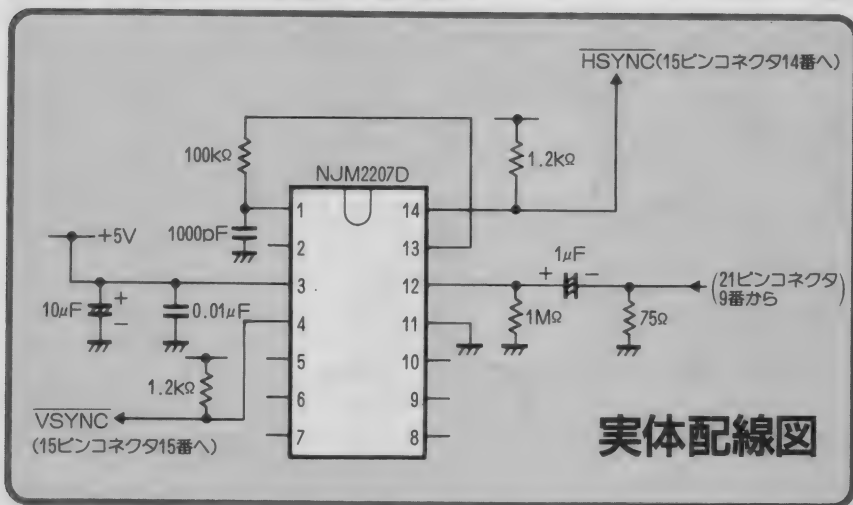 HSYNC(15ピンコネクタ14番へ)
100kΩ
1.2kΩ
NJM2207D
1000pF
1
2
3
4
5
6
7
14
13
12
11
10
9
8
+5V
10μF
+
-
0.01μF
1μF
+ -
(21ピンコネクタ
9番から)
1MΩ
75Ω
1.2kΩ
VSYNC
(15ピンコネクタ15番へ)
実体配線図